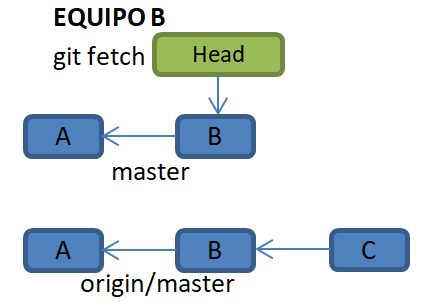 EQUIPO B
git fetch
Head
A
B
master
A
B
C
origin/master